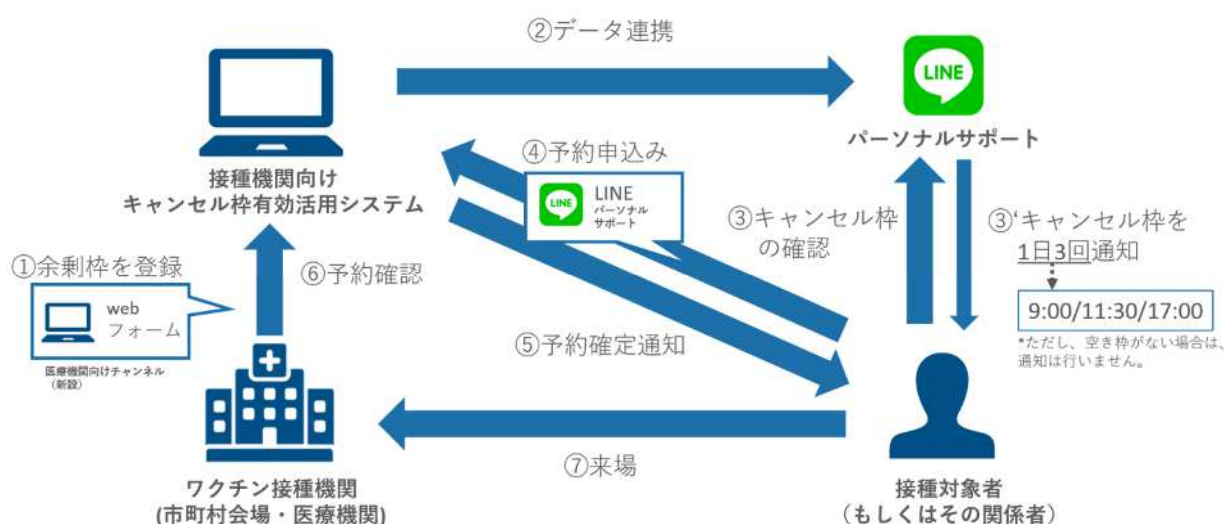 ②データ連携
LINE
パーソナルサポート
接種機関向け
キャンセル枠有効活用システム
④予約申込み
LINE
LINE
パーソナル
サポート
③キャンセル枠
の確認
③‘キャンセル枠を
1日3回通知
9:00/11:30/17:00
*ただし、空き枠がない場合は、
通知は行いません。
①余剰枠を登録
web
フォーム
医療機関向けチャンネル
（新設）
⑥予約確認
⑤予約確定通知
⑦来場
ワクチン接種機関
(市町村会場・医療機関)
接種対象者
（もしくはその関係者）